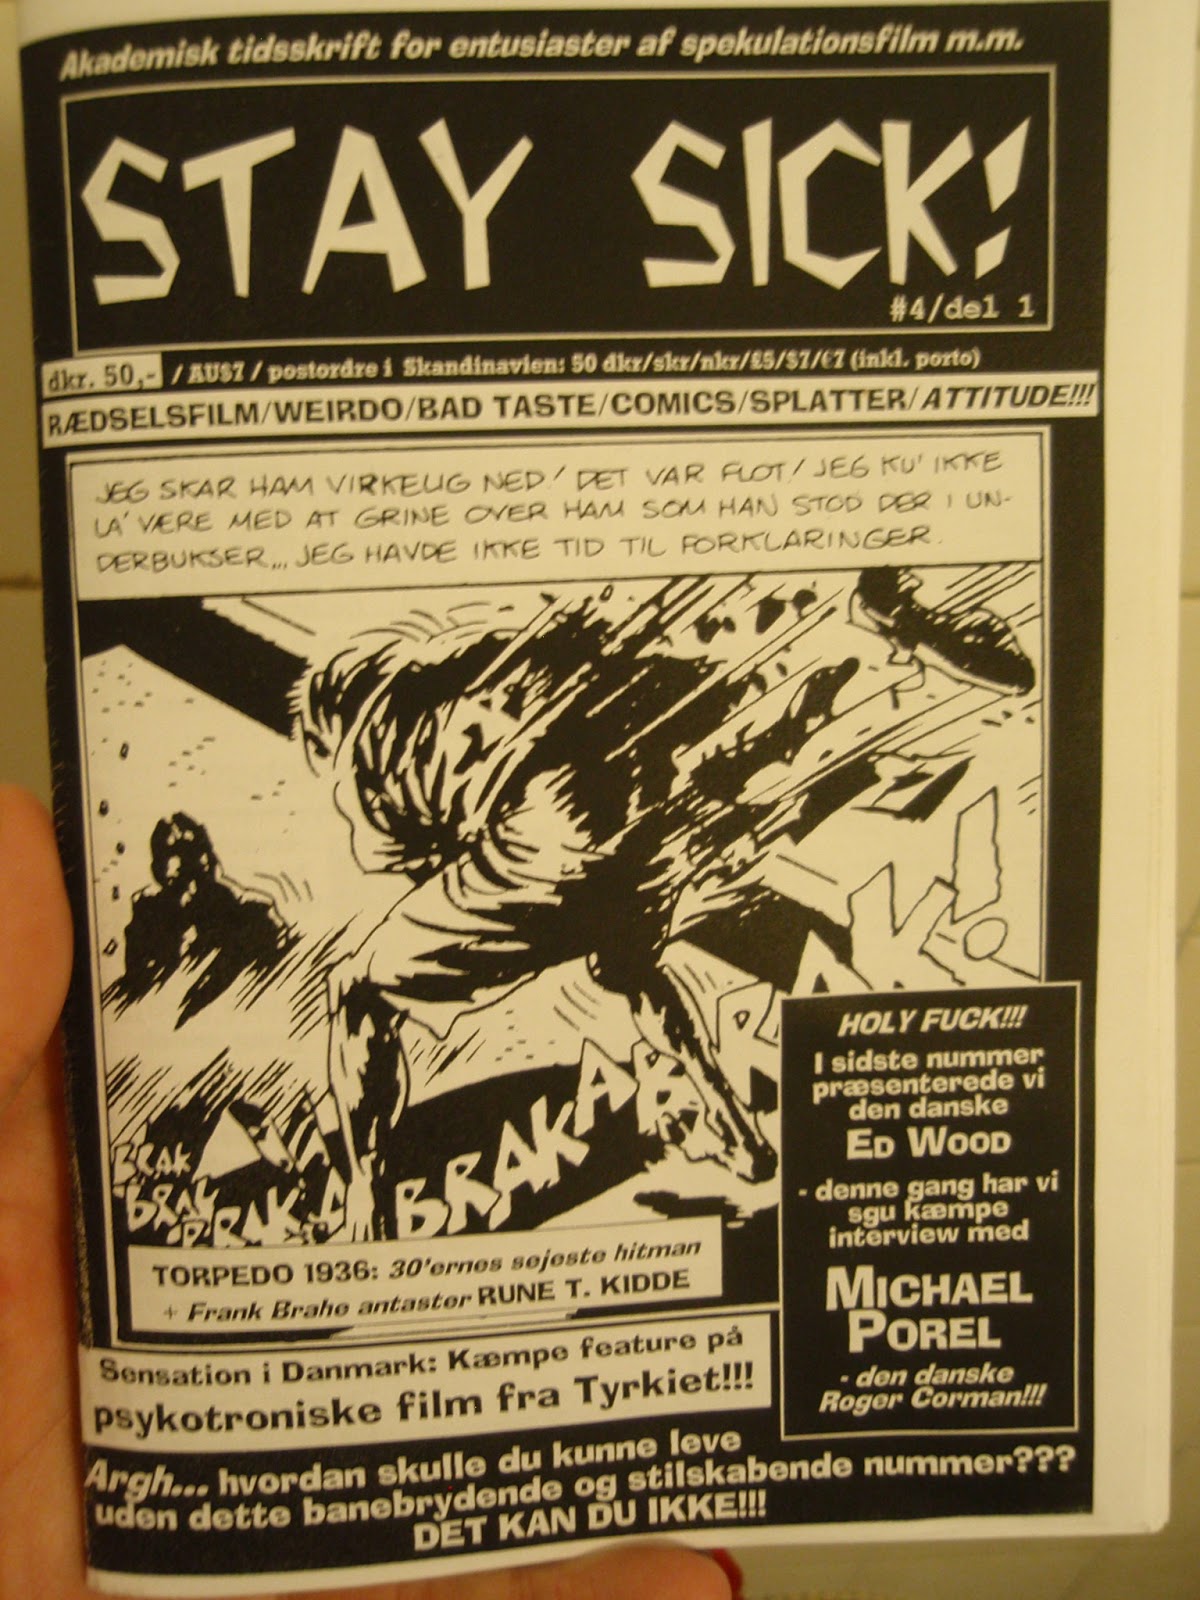 Akademisk tidsskrift for entusiaster af spekulationsfilm m.m.
STAY SICK!
#4/del 1
dkr. 50,- / AU$7 / postordre i Skandinavien: 50 dkr/skr/nkr/£5/$7/€7 (inkl. porto)
RÆDSELSFILM/WEIRDO/BAD TASTE/COMICS/SPLATTER/ATTITUDE!!!
JEG SKAR HAM VIRKELIG NED! DET VAR FLOT! JEG KU' IKKE
LA' VÆRE MED AT GRINE OVER HAM SOM HAN STOD DER I UN-
DERBUKSER... JEG HAVDE IKKE TID TIL FORKLARINGER.
BRAK
BRAK
BRAKA
BRAKABRAK!
HOLY FUCK!!!
I sidste nummer
præsenterede vi
den danske
ED WOOD
- denne gang har vi
sgu kæmpe
interview med
MICHAEL
POREL
- den danske
Roger Corman!!!
TORPEDO 1936: 30'ernes sejeste hitman
+ Frank Brahe antaster RUNE T. KIDDE
Sensation i Danmark: Kæmpe feature på
psykotroniske film fra Tyrkiet!!!
Argh... hvordan skulle du kunne leve
uden dette banebrydende og stilskabende nummer???
DET KAN DU IKKE!!!